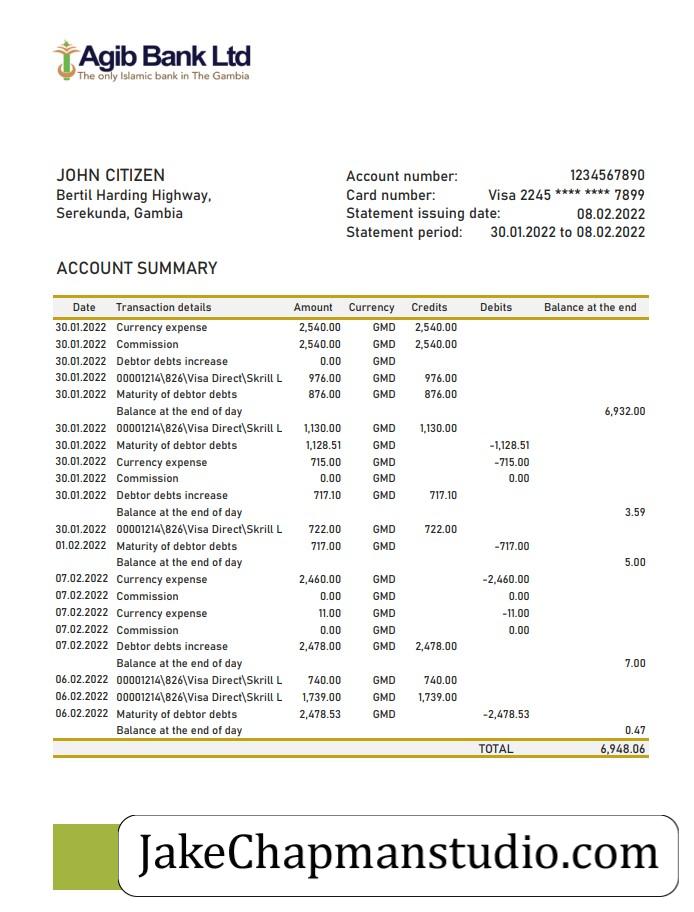 Agib Bank Ltd
The only Islamic bank in The Gambia
JOHN CITIZEN
Bertil Harding Highway,
Serekunda, Gambia
Account number: 1234567890
Card number: Visa 2245 **** **** 7899
Statement issuing date: 08.02.2022
Statement period: 30.01.2022 to 08.02.2022
ACCOUNT SUMMARY
Date Transaction details Amount Currency Credits Debits Balance at the end
30.01.2022 Currency expense 2,540.00 GMD 2,540.00
30.01.2022 Commission 2,540.00 GMD 2,540.00
30.01.2022 Debtor debts increase 0.00 GMD
30.01.2022 00001214\826\Visa Direct\Skrill L 976.00 GMD 976.00
30.01.2022 Maturity of debtor debts 876.00 GMD 876.00
Balance at the end of day 6,932.00
30.01.2022 00001214\826\Visa Direct\Skrill L 1,130.00 GMD 1,130.00
30.01.2022 Maturity of debtor debts 1,128.51 GMD -1,128.51
30.01.2022 Currency expense 715.00 GMD -715.00
30.01.2022 Commission 0.00 GMD 0.00
30.01.2022 Debtor debts increase 717.10 GMD 717.10
Balance at the end of day 3.59
30.01.2022 00001214\826\Visa Direct\Skrill L 722.00 GMD 722.00
01.02.2022 Maturity of debtor debts 717.00 GMD -717.00
Balance at the end of day 5.00
07.02.2022 Currency expense 2,460.00 GMD -2,460.00
07.02.2022 Commission 0.00 GMD 0.00
07.02.2022 Currency expense 11.00 GMD -11.00
07.02.2022 Commission 0.00 GMD 0.00
07.02.2022 Debtor debts increase 2,478.00 GMD 2,478.00
Balance at the end of day 7.00
06.02.2022 00001214\826\Visa Direct\Skrill L 740.00 GMD 740.00
06.02.2022 00001214\826\Visa Direct\Skrill L 1,739.00 GMD 1,739.00
06.02.2022 Maturity of debtor debts 2,478.53 GMD -2,478.53
Balance at the end of day 0.47
TOTAL 6,948.06
JakeChapmanstudio.com